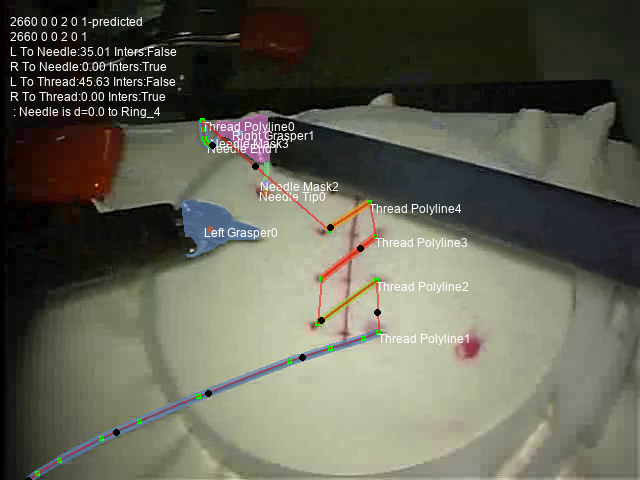 2660 0 0 2 0 1-predicted
2660 0 0 2 0 1
L To Needle:35.01 Inters:False
R To Needle:0.00 Inters:True
L To Thread:45.63 Inters:False
R To Thread:0.00 Inters:True
: Needle is d=0.0 to Ring_4
Thread Polyline0
Right Grasper1
Needle Mask3
Needle End1
Needle Mask2
Needle Tip0
Thread Polyline4
Left Grasper0
Thread Polyline3
Thread Polyline2
Thread Polyline1